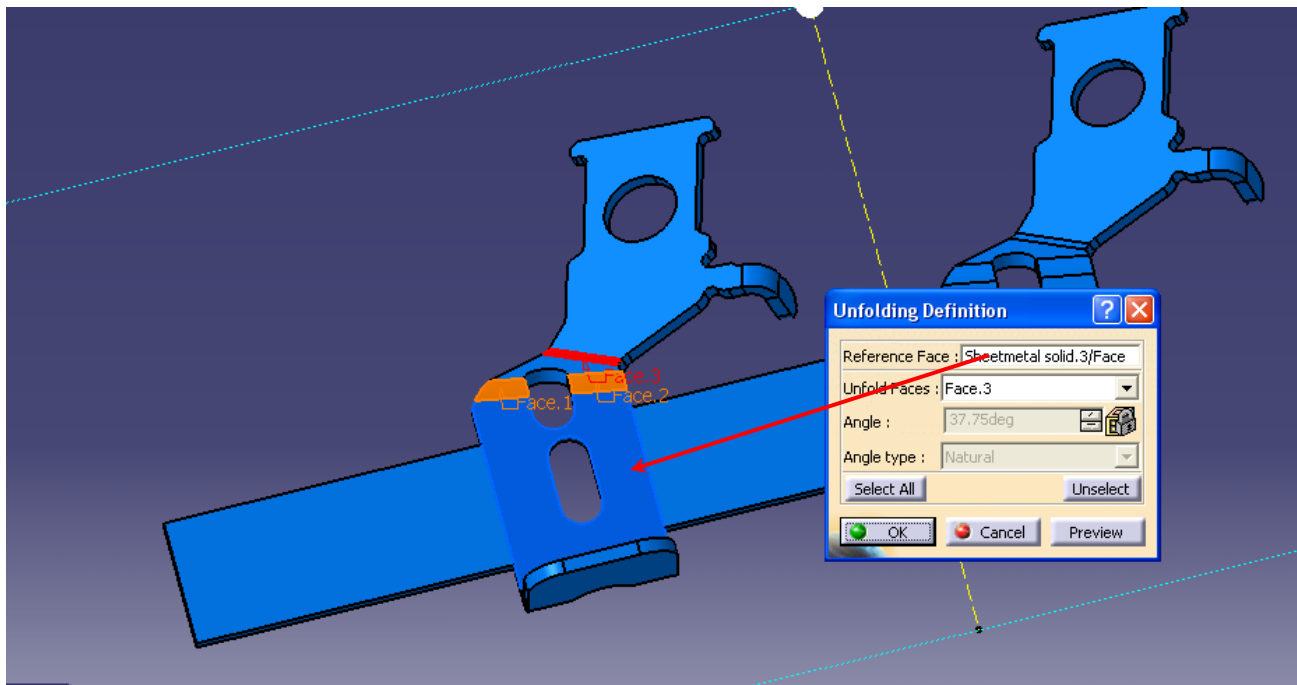 Unfolding Definition
Reference Face : Sheetmetal solid.3/Face
Unfold Faces : Face.3
Angle : 37.75deg
Angle type : Natural
Select All Unselect
OK Cancel Preview
Face.3
Face.1
Face.2